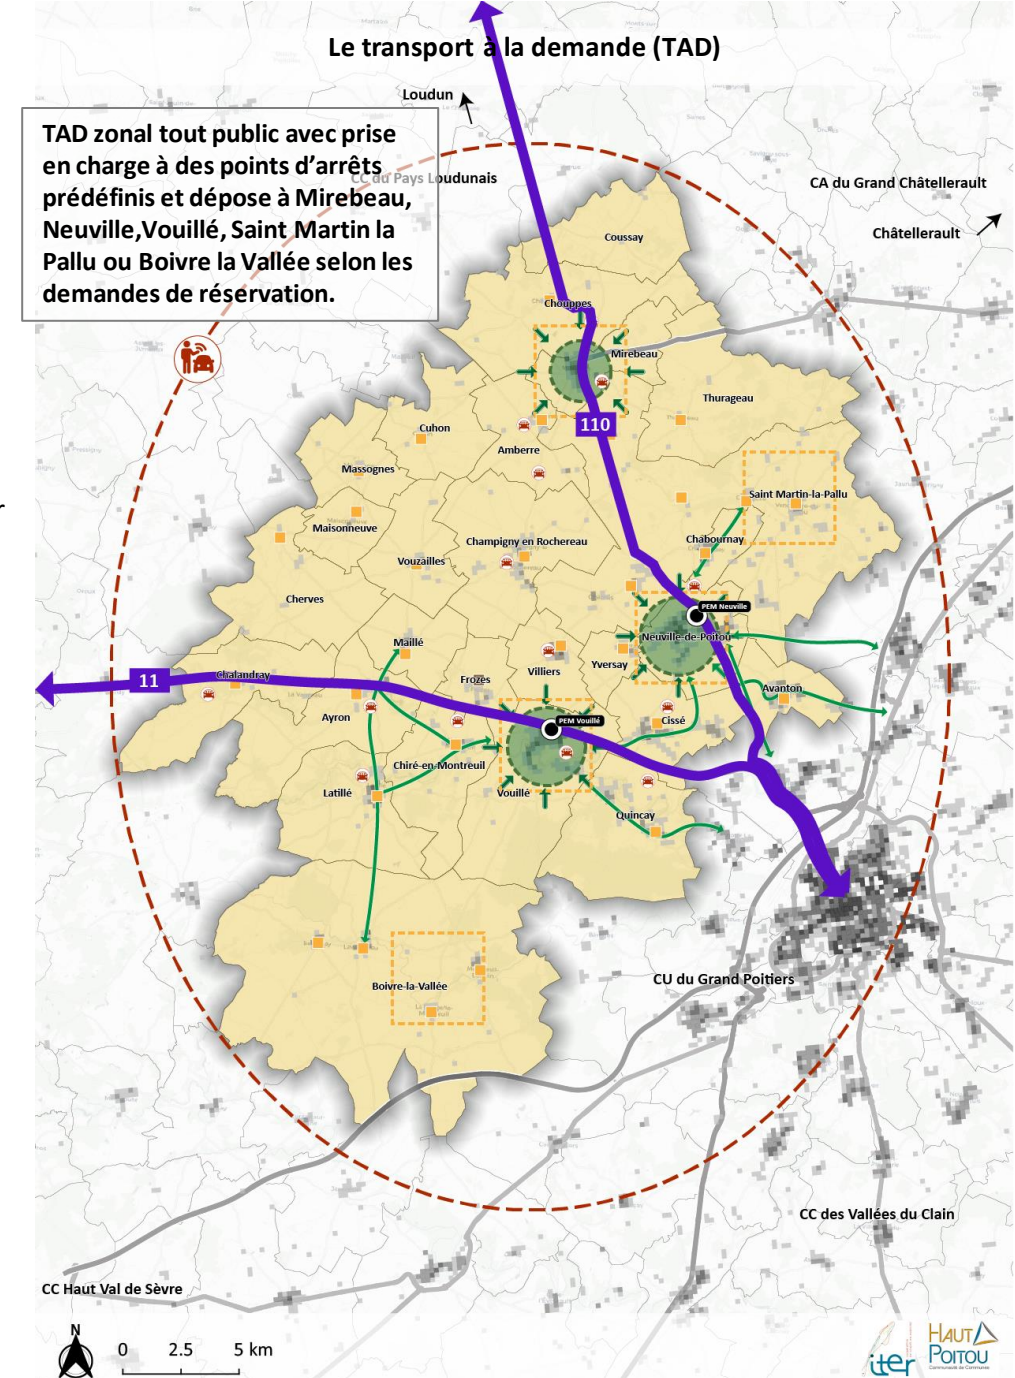 Le transport à la demande (TAD)
Loudun
TAD zonal tout public avec prise
en charge à des points d'arrêts
prédéfinis et dépose à Mirebeau,
Neuville,Vouillé, Saint Martin la
Pallu ou Boivre la Vallée selon les
demandes de réservation.
CC du Pays Loudunais
CA du Grand Châtellerault
Châtellerault
Coussay
Chouppes
Mirebeau
Thurageau
110
Cuhon
Amberre
Massognes
Saint Martin-la-Pallu
r
Maisonneuve
Champigny en Rochereau
Chabournay
Vouzailles
Cherves
PEM Neuville
Neuville-de-Poitou
Maillé
Villiers
Yversay
Chalandray
11
Frozes
Avanton
Ayron
PEM Vouillé
Cissé
Chiré-en-Montreuil
Latillé
Vouillé
Quincay
CU du Grand Poitiers
Boivre-la-Vallée
CC des Vallées du Clain
CC Haut Val de Sèvre
N
0 2.5 5 km
iter
HAUT
POITOU
Communauté de Communes